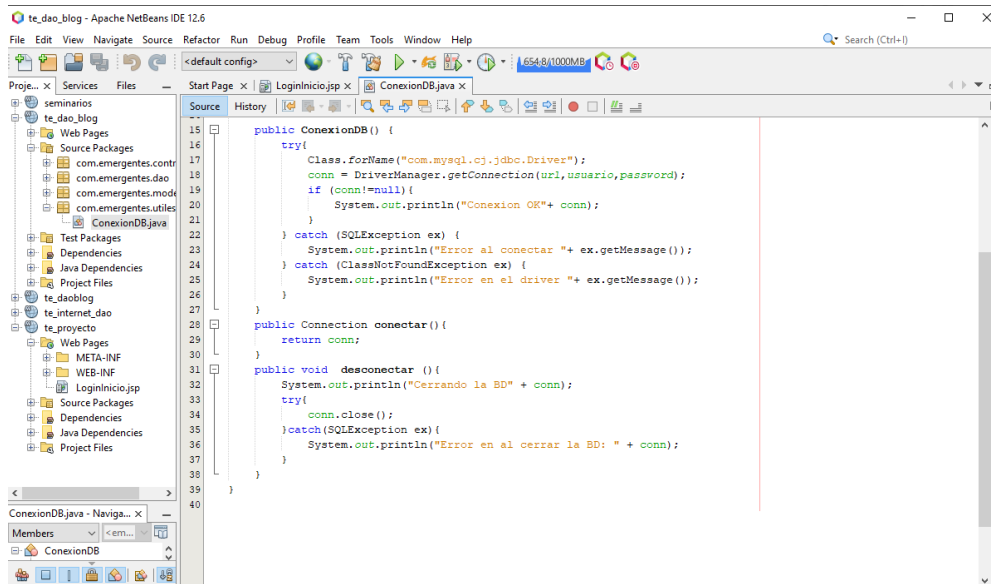 te_dao_blog - Apache NetBeans IDE 12.6
File Edit View Navigate Source Refactor Run Debug Profile Team Tools Window Help
Search (Ctrl+I)
<default config>
654,8/1000MB
Proje... Services Files
Start Page LoginInicio.jsp ConexionDB.java
Source History
seminarios
te_dao_blog
Web Pages
Source Packages
com.emergentes.contr
com.emergentes.dao
com.emergentes.mode
com.emergentes.utiles
ConexionDB.java
Test Packages
Dependencies
Java Dependencies
Project Files
te_daoblog
te_internet_dao
te_proyecto
Web Pages
META-INF
WEB-INF
LoginInicio.jsp
Source Packages
Dependencies
Java Dependencies
Project Files
15 public ConexionDB() {
16 try{
17 Class.forName("com.mysql.cj.jdbc.Driver");
18 conn = DriverManager.getConnection(url,usuario,password);
19 if (conn!=null){
20 System.out.println("Conexion OK"+ conn);
21 }
22 } catch (SQLException ex) {
23 System.out.println("Error al conectar "+ ex.getMessage());
24 } catch (ClassNotFoundException ex) {
25 System.out.println("Error en el driver "+ ex.getMessage());
26 }
27 }
28 public Connection conectar(){
29 return conn;
30 }
31 public void desconectar (){
32 System.out.println("Cerrando la BD" + conn);
33 try{
34 conn.close();
35 }catch(SQLException ex){
36 System.out.println("Error en al cerrar la BD: " + conn);
37 }
38 }
39 }
40
ConexionDB.java - Naviga...
Members <em...
ConexionDB